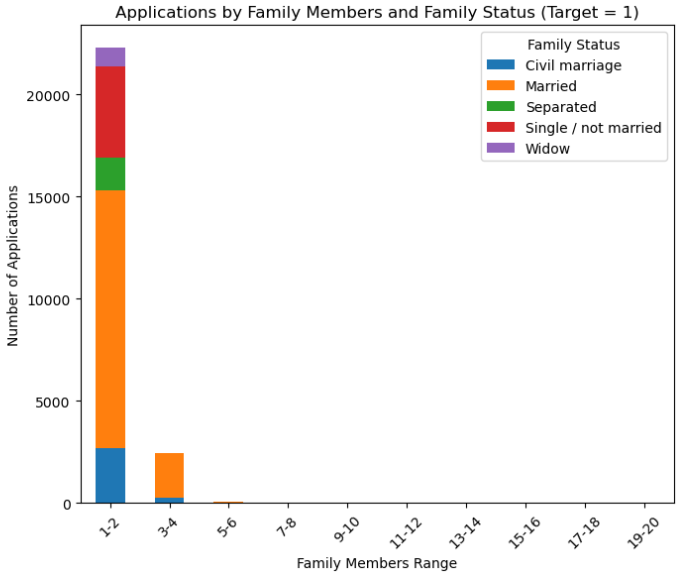 Applications by Family Members and Family Status (Target = 1)
Family Status
Civil marriage
Married
Separated
Single / not married
Widow
Number of Applications
20000
15000
10000
5000
0
1-2
3-4
5-6
7-8
9-10
11-12
13-14
15-16
17-18
19-20
Family Members Range